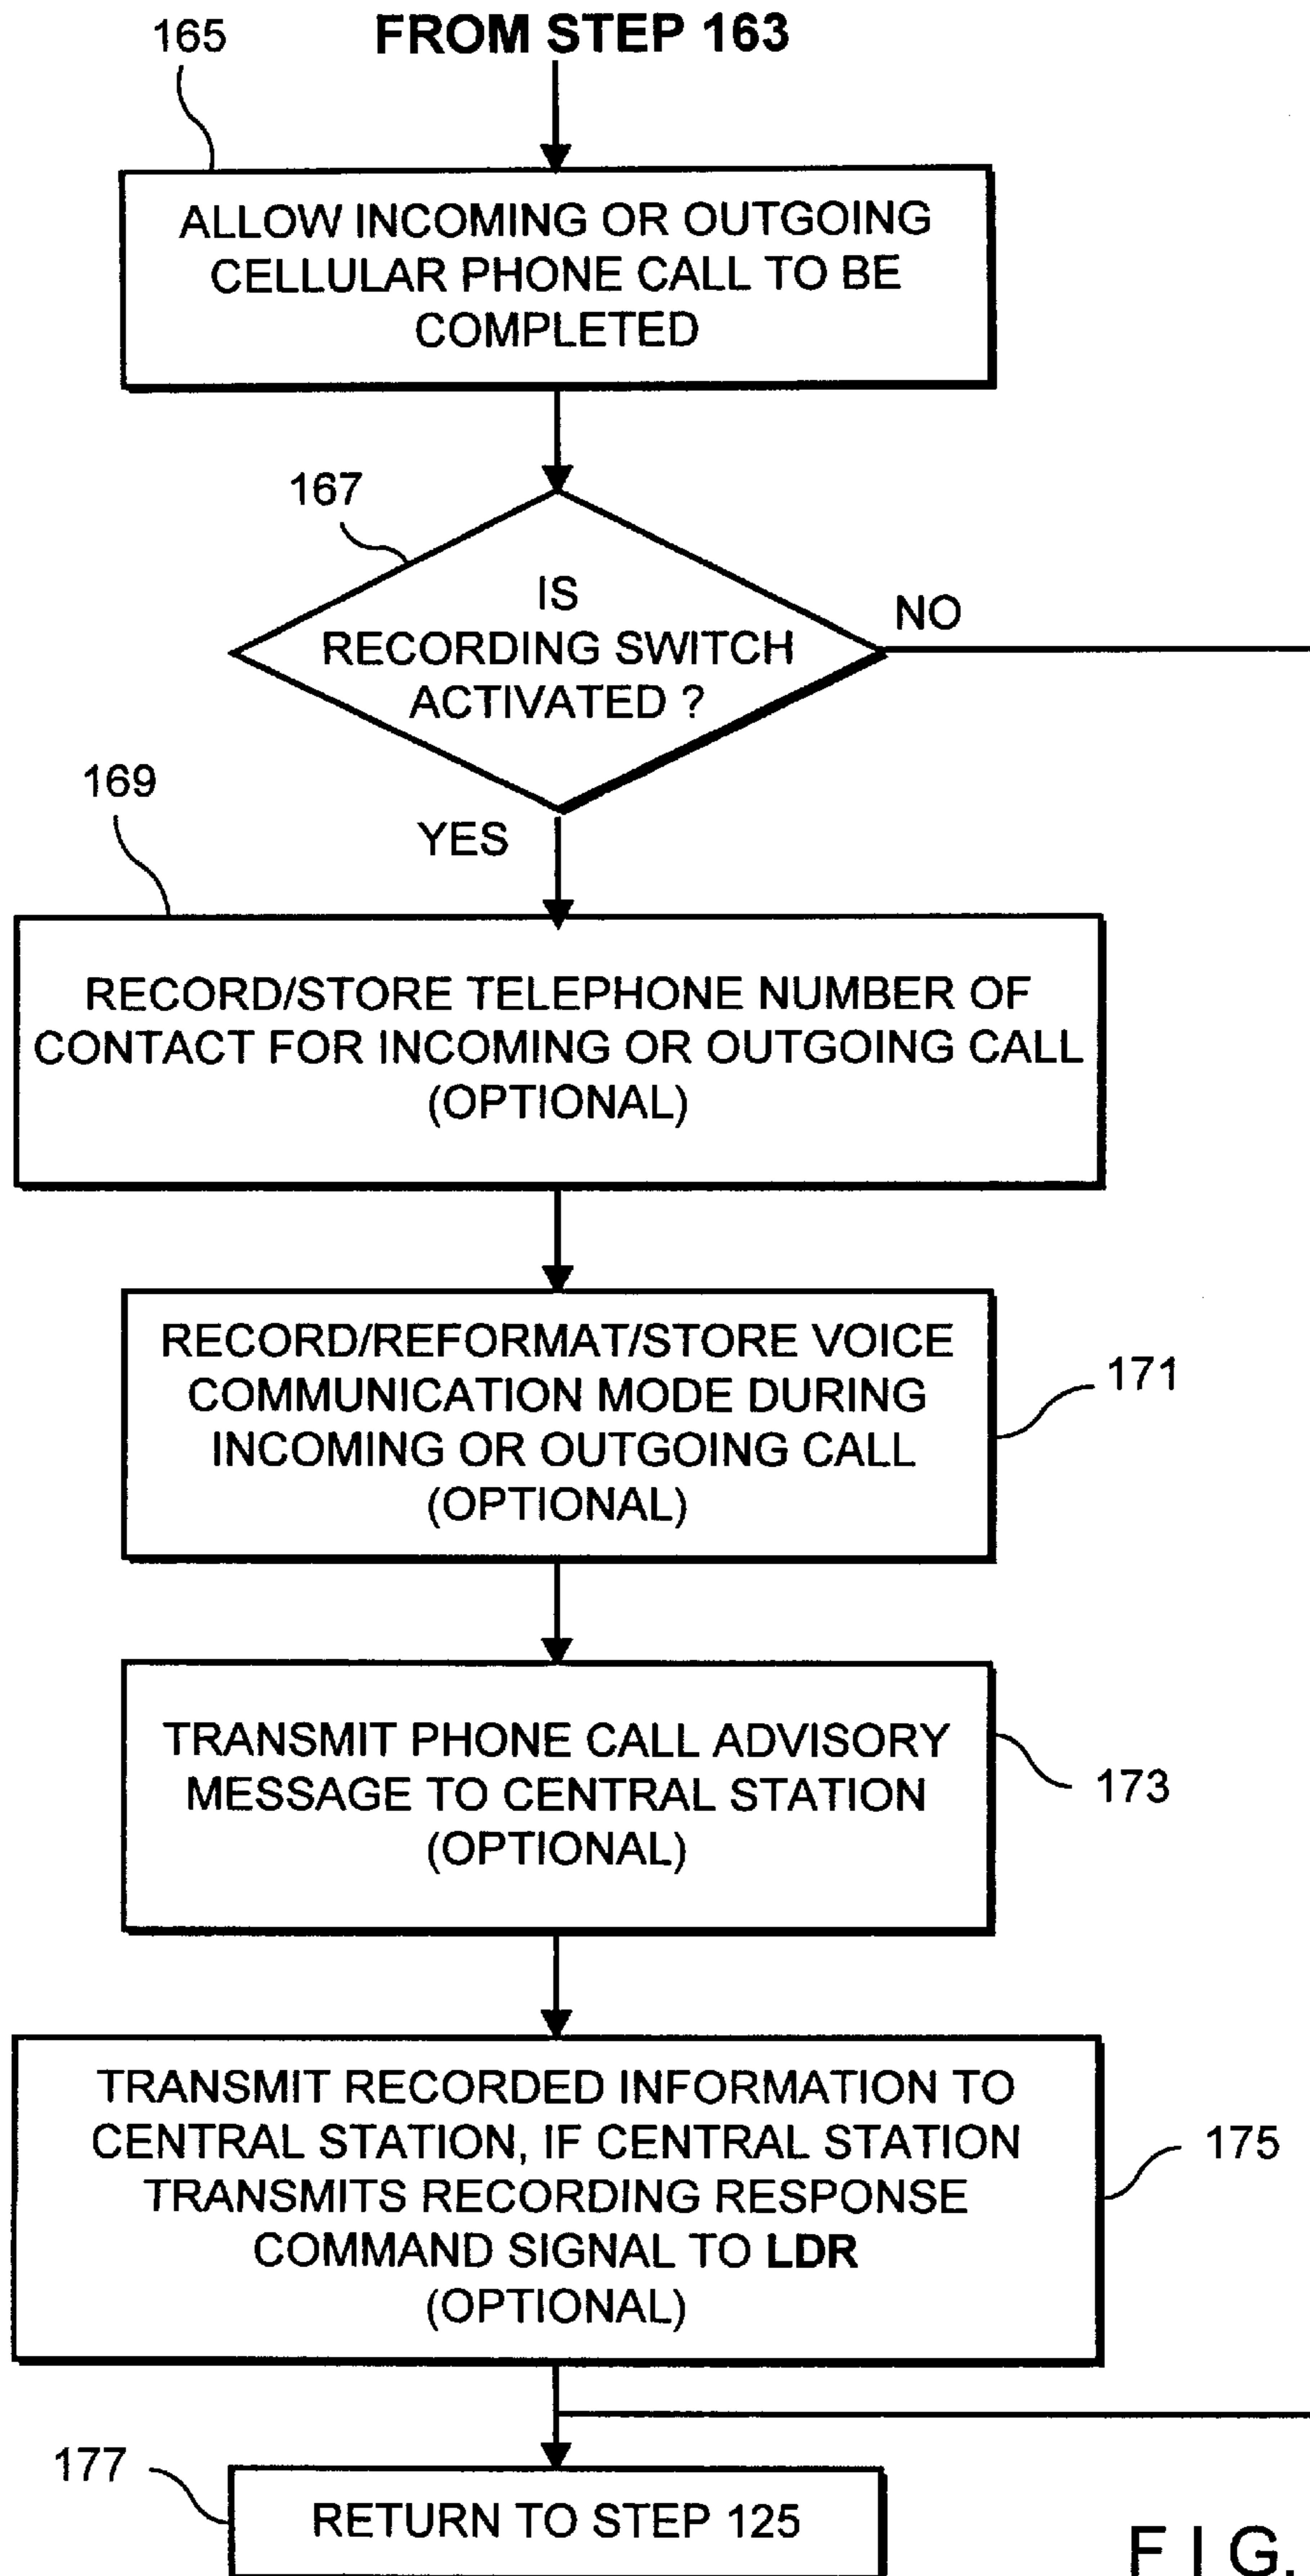 165
FROM STEP 163
ALLOW INCOMING OR OUTGOING
CELLULAR PHONE CALL TO BE
COMPLETED
167
IS
RECORDING SWITCH
ACTIVATED ?
NO
YES
169
RECORD/STORE TELEPHONE NUMBER OF
CONTACT FOR INCOMING OR OUTGOING CALL
(OPTIONAL)
RECORD/REFORMAT/STORE VOICE
COMMUNICATION MODE DURING
INCOMING OR OUTGOING CALL
(OPTIONAL)
171
TRANSMIT PHONE CALL ADVISORY
MESSAGE TO CENTRAL STATION
(OPTIONAL)
173
TRANSMIT RECORDED INFORMATION TO
CENTRAL STATION, IF CENTRAL STATION
TRANSMITS RECORDING RESPONSE
COMMAND SIGNAL TO LDR
(OPTIONAL)
175
177
RETURN TO STEP 125
FIG.